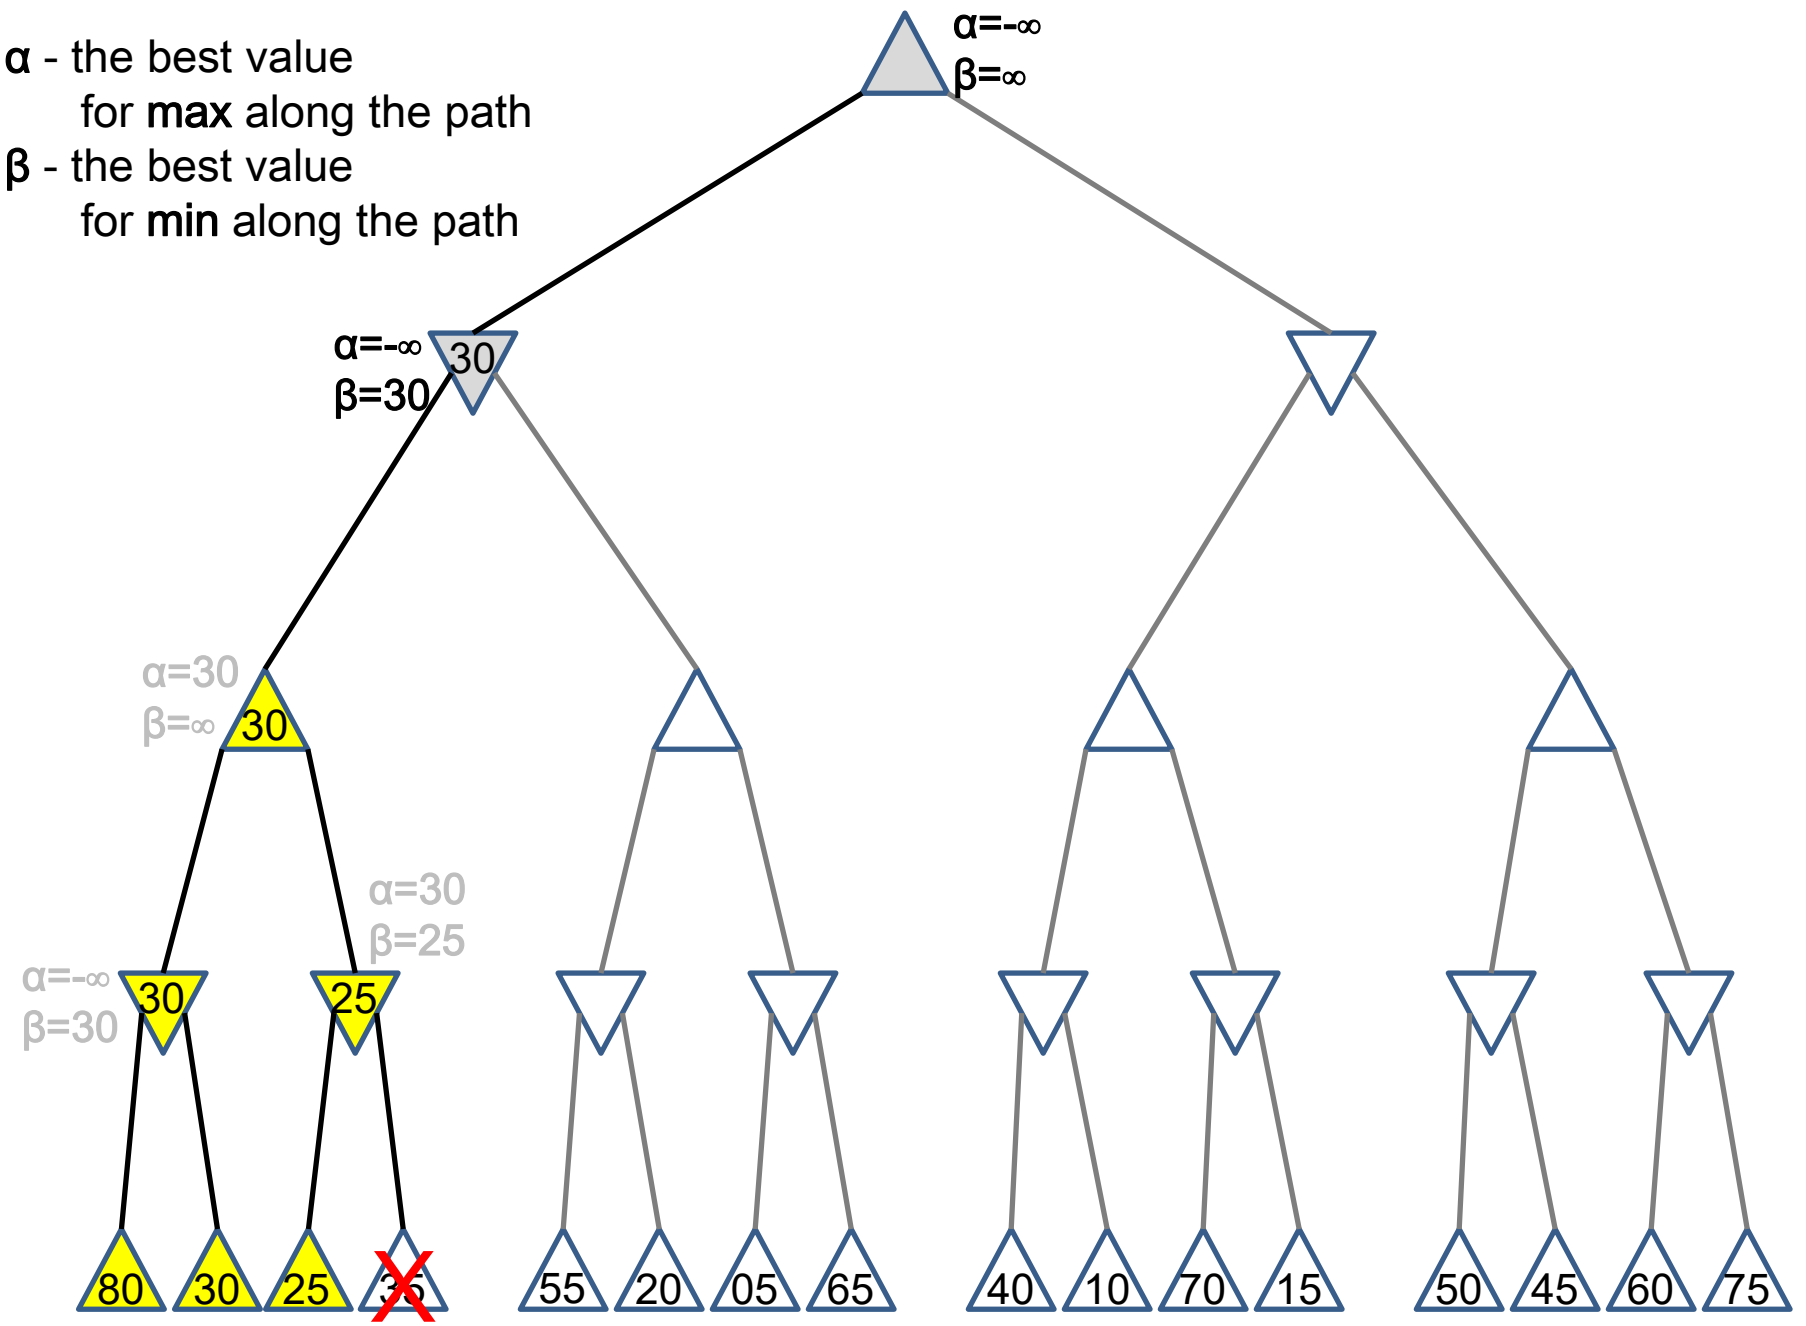 α - the best value
for max along the path
β - the best value
for min along the path
α=-∞
β=∞
α=-∞
β=30
30
α=30
β=∞
30
α=30
β=25
α=-∞
β=30
30
25
80 30 25 35 55 20 05 65 40 10 70 15 50 45 60 75